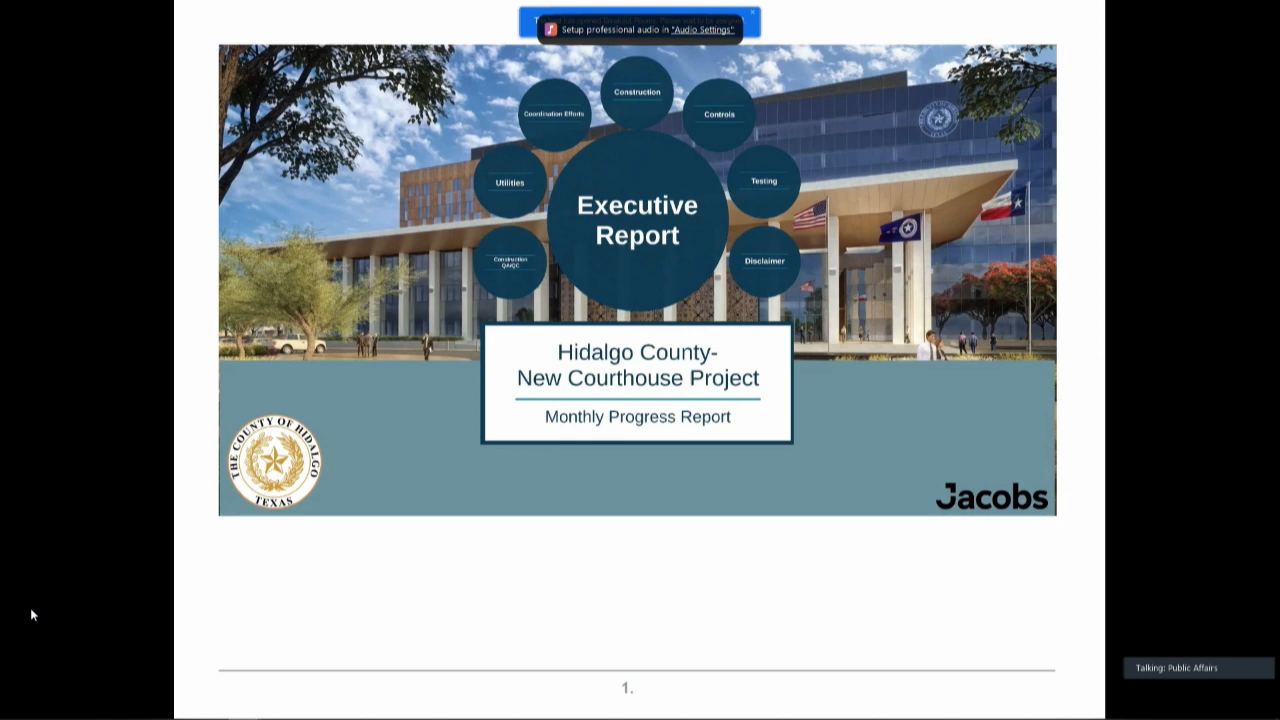 Setup professional audio in "Audio Settings"
Construction
Coordination Efforts
Controls
Utilities
Testing
Executive
Report
Construction
QA/QC
Disclaimer
Hidalgo County-
New Courthouse Project
Monthly Progress Report
THE COUNTY OF HIDALGO
TEXAS
Jacobs
Talking: Public Affairs
1.